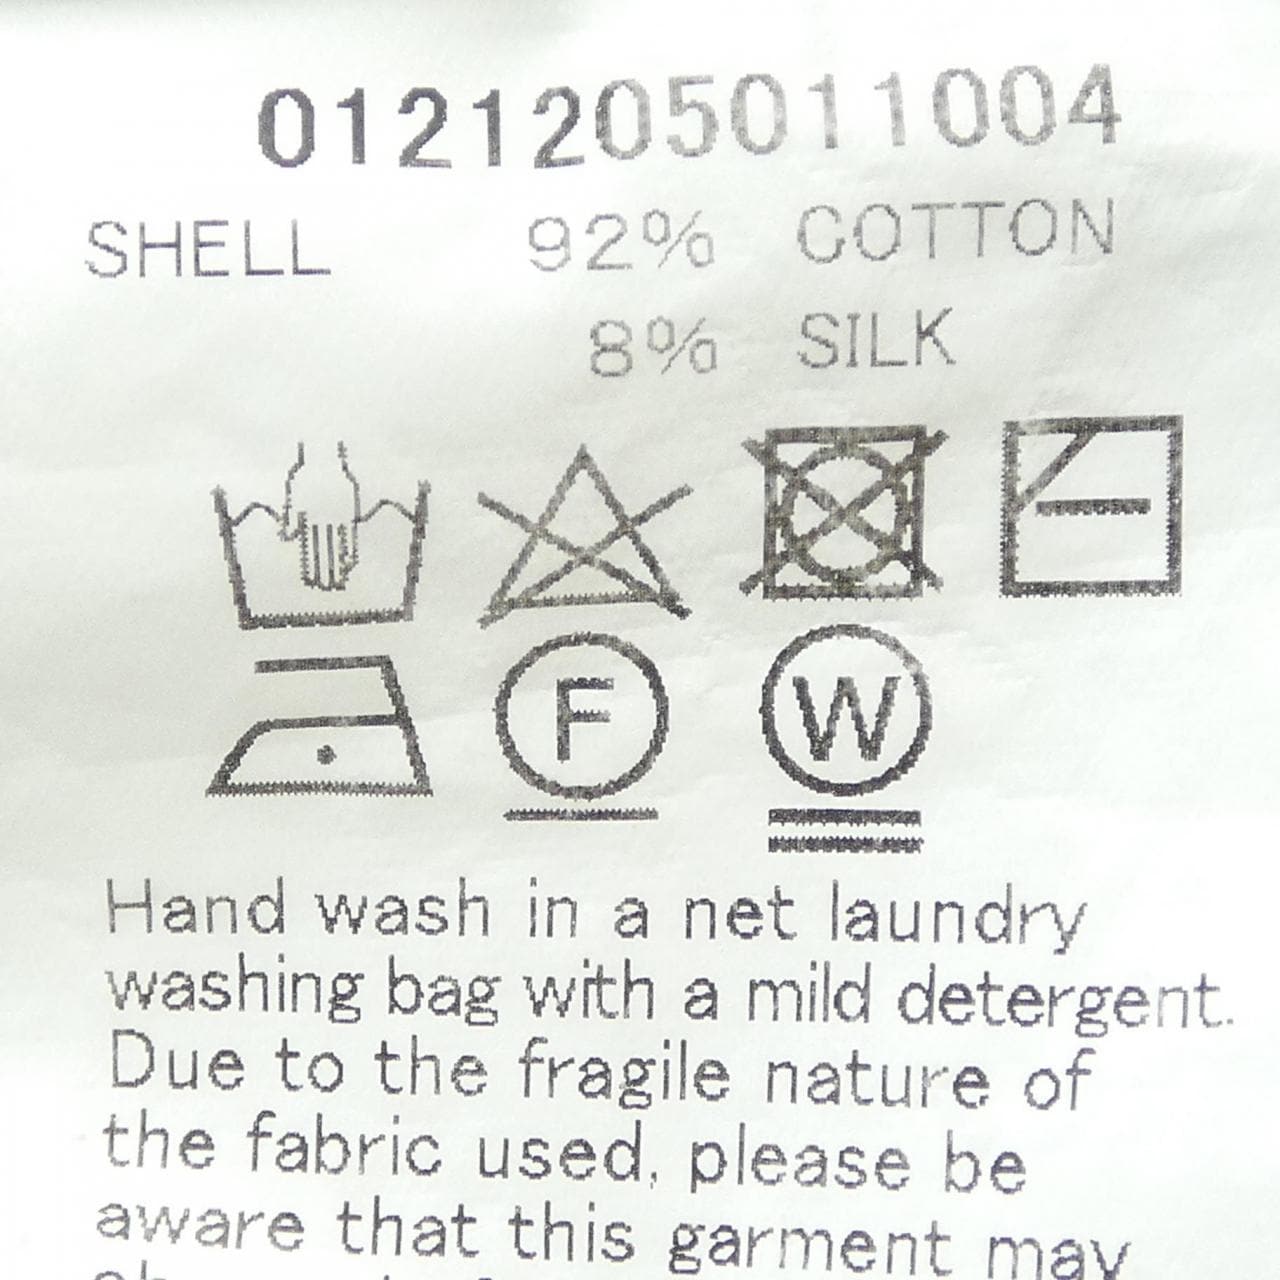 0121205011004
SHELL 92% COTTON
8% SILK
F W
Hand wash in a net laundry
washing bag with a mild detergent.
Due to the fragile nature of
the fabric used, please be
aware that this garment may